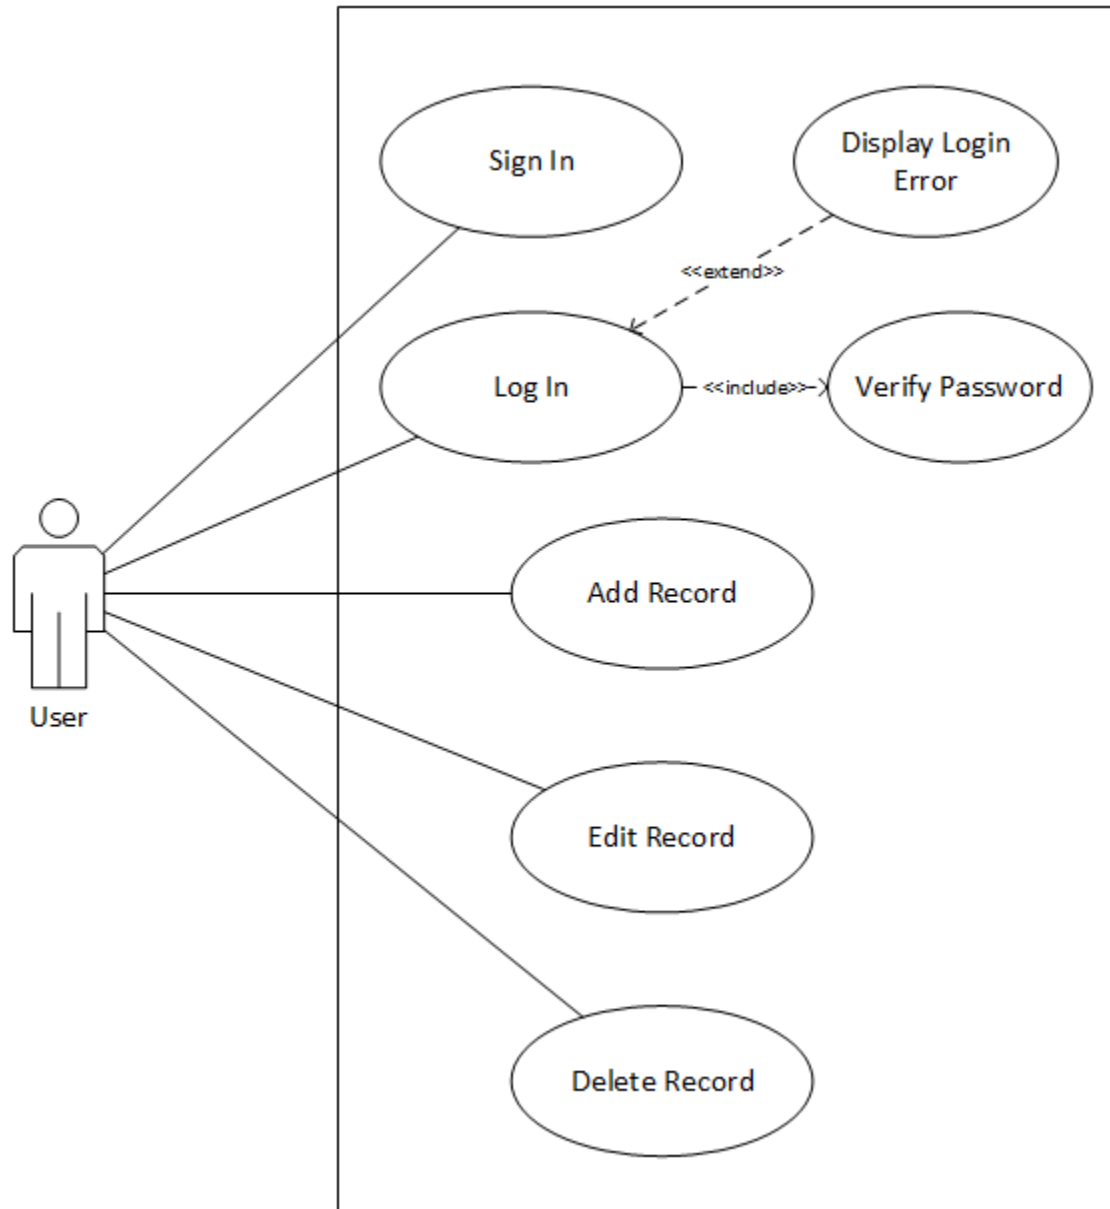 Sign In
Display Login
Error
<<extend>>
Log In
<<include>>
Verify Password
Add Record
User
Edit Record
Delete Record